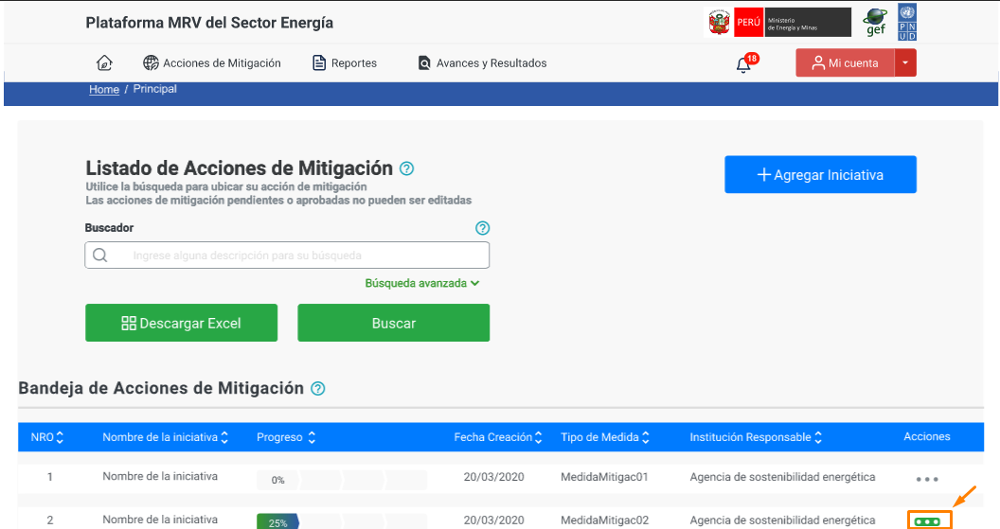 Plataforma MRV del Sector Energía
PERÚ
Ministerio
de Energía y Minas
gef
P N
U D
Acciones de Mitigación
Reportes
Avances y Resultados
18
Mi cuenta
Home / Principal
Listado de Acciones de Mitigación ?
Utilice la búsqueda para ubicar su acción de mitigación
Las acciones de mitigación pendientes o aprobadas no pueden ser editadas
+ Agregar Iniciativa
Buscador ?
Ingrese alguna descripción para su búsqueda
Búsqueda avanzada
Descargar Excel
Buscar
Bandeja de Acciones de Mitigación ?
NRO Nombre de la iniciativa Progreso Fecha Creación Tipo de Medida Institución Responsable Acciones
1 Nombre de la iniciativa 0% 20/03/2020 MedidaMitigac01 Agencia de sostenibilidad energética
2 Nombre de la iniciativa 25% 20/03/2020 MedidaMitigac02 Agencia de sostenibilidad energética